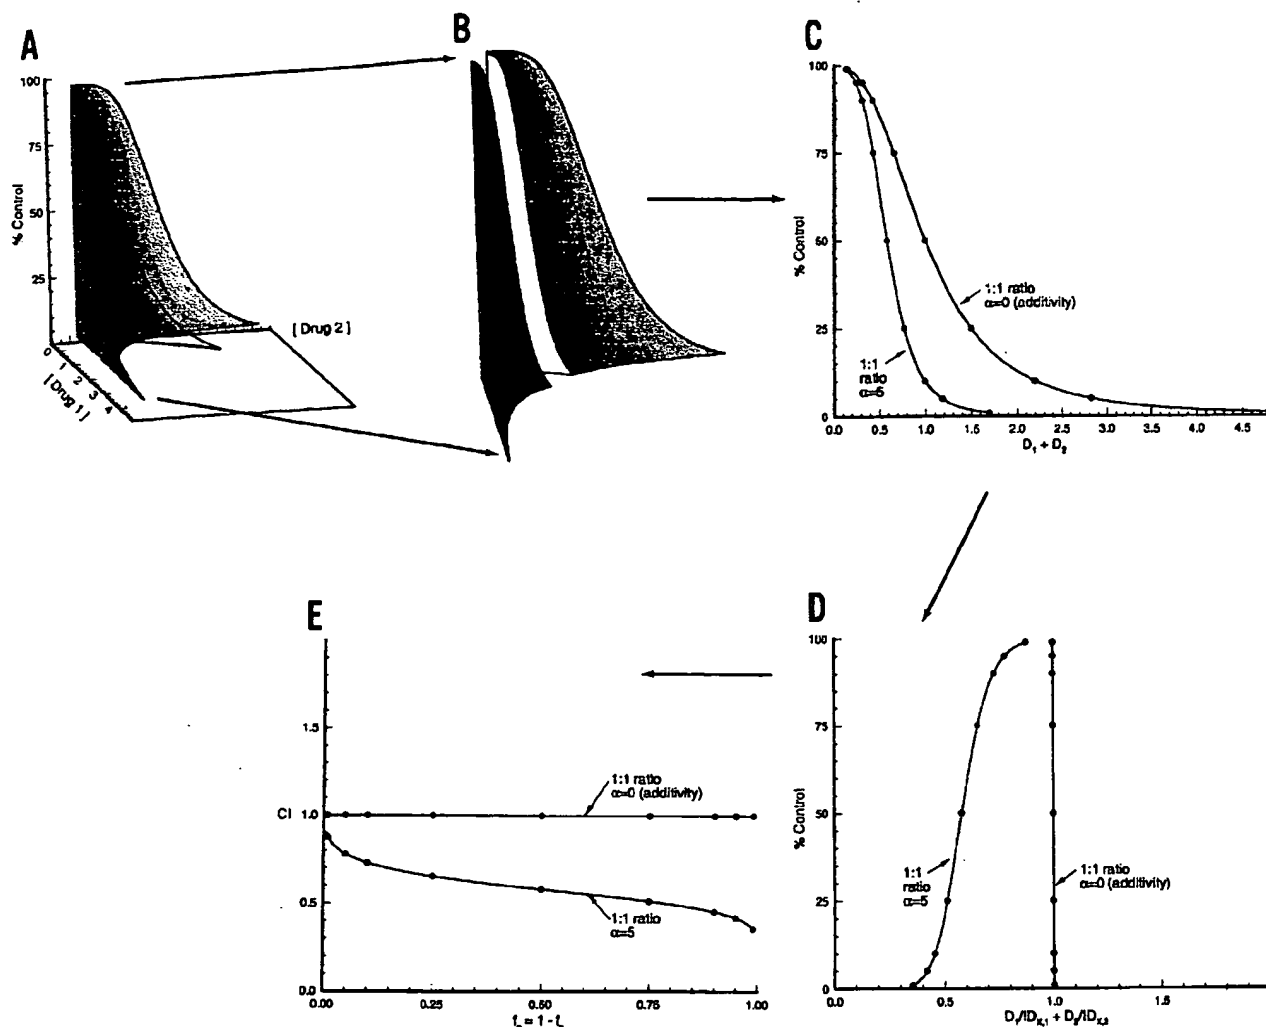 A
100
75
50
25
% Control
0
1
2
3
4
[ Drug 1 ]
[ Drug 2 ]
B
C
100
75
50
25
0
% Control
1:1 ratio
α=0 (additivity)
1:1
ratio
α=5
0.0 0.5 1.0 1.5 2.0 2.5 3.0 3.5 4.0 4.5
D₁ + D₂
E
1.5
CI 1.0
0.5
0.0
1:1 ratio
α=0 (additivity)
1:1 ratio
α=5
0.00 0.25 0.50 0.75 1.00
= 1 -
D
100
75
50
25
0
% Control
1:1
ratio
α=5
1:1 ratio
α=0 (additivity)
0.0 0.5 1.0 1.5
D₁/ID + D₂/ID